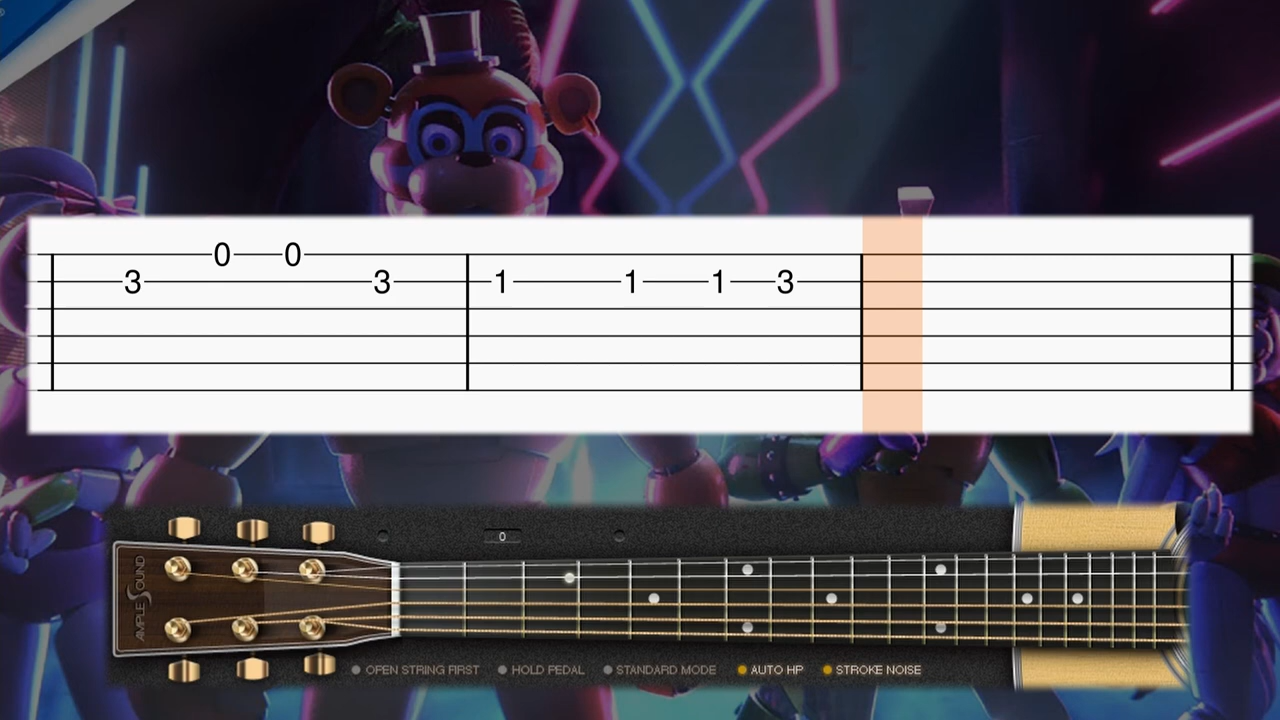 0 0
3 3 1 1 1 3
0
AMPLE SOUND
OPEN STRING FIRST HOLD PEDAL STANDARD MODE AUTO HP STROKE NOISE